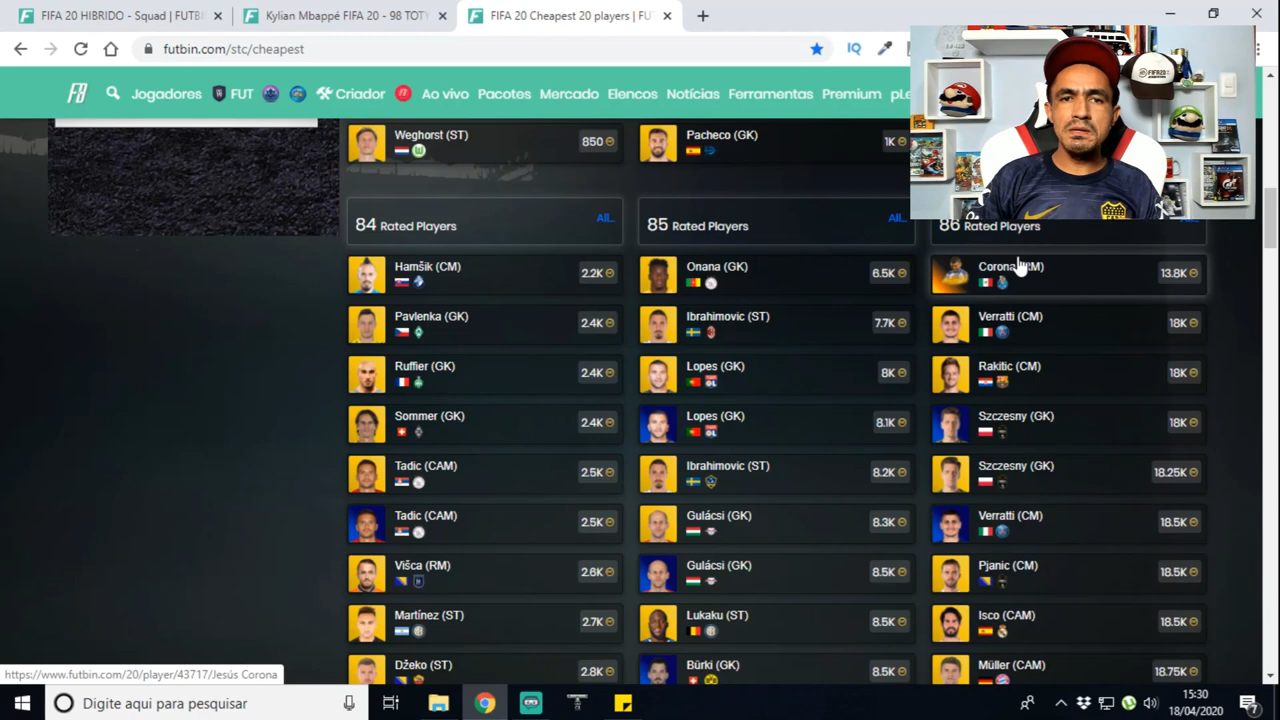 FIFA 20 HIBRIDO - Squad | FUTBI
Kylian Mbappé FIFA 20 - 98 TOTY
FIFA 20 Cheapest 20 players | FUT
futbin.com/stc/cheapest
IQ
Jogadores
FUT
Criador
Ao vivo
Pacotes
Mercado
Elencos
Notícias
Ferramentas
Premium
Weghorst (ST)
850
Pacheco (GK)
1K
84 Rated Players
All..
85 Rated Players
All..
86 Rated Players
Hamšik (CM)
2.2K
Onana (GK)
6.5K
13.8K
Pavlenka (GK)
2.4K
Ibrahimovic (ST)
7.7K
Verratti (CM)
18K
Ruffier (GK)
2.4K
Lopes (GK)
8K
Rakitic (CM)
18K
Sommer (GK)
2.4K
Lopes (GK)
8.1K
Szczesny (GK)
18K
Tadic (CAM)
2.5K
Ibrahimovic (ST)
8.2K
Szczesny (GK)
18.25K
Tadic (CAM)
2.5K
Gulácsi (GK)
8.3K
Verratti (CM)
18.5K
Višca (RM)
2.6K
Gulácsi (GK)
8.5K
Pjanic (CM)
18.5K
Martínez (ST)
2.7K
Lukaku (ST)
8.5K
Isco (CAM)
18.5K
Džeko (ST)
2.8K
Bürki (GK)
8.5K
Müller (CAM)
18.75K
https://www.futbin.com/20/player/43717/Jesús Corona
Digite aqui para pesquisar
15:30
18/04/2020
7